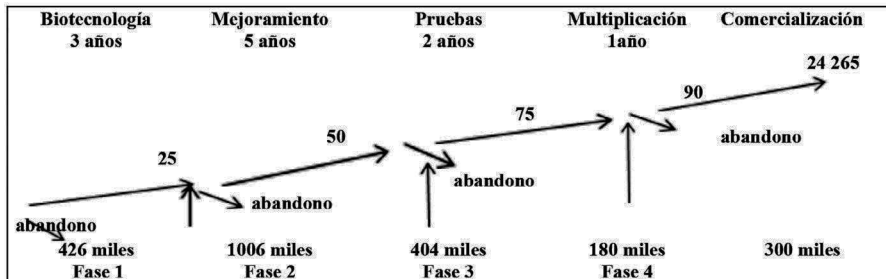 Biotecnología Mejoramiento Pruebas Multiplicación Comercialización
3 años 5 años 2 años 1año
24 265
90
75
50
25
abandono
abandono
abandono
abandono
426 miles 1006 miles 404 miles 180 miles 300 miles
Fase 1 Fase 2 Fase 3 Fase 4